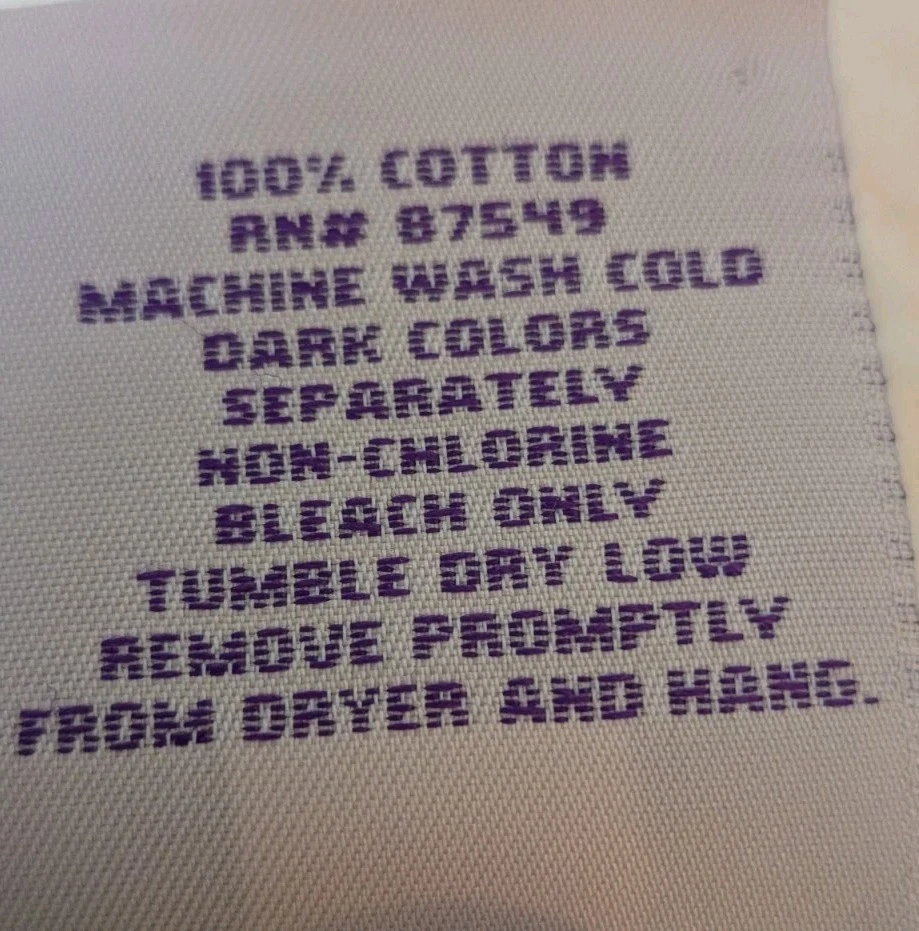 100% COTTON
RN# 87549
MACHINE WASH COLD
DARK COLORS
SEPARATELY
NON-CHLORINE
BLEACH ONLY
TUMBLE DRY LOW
REMOVE PROMPTLY
FROM DRYER AND HANG.